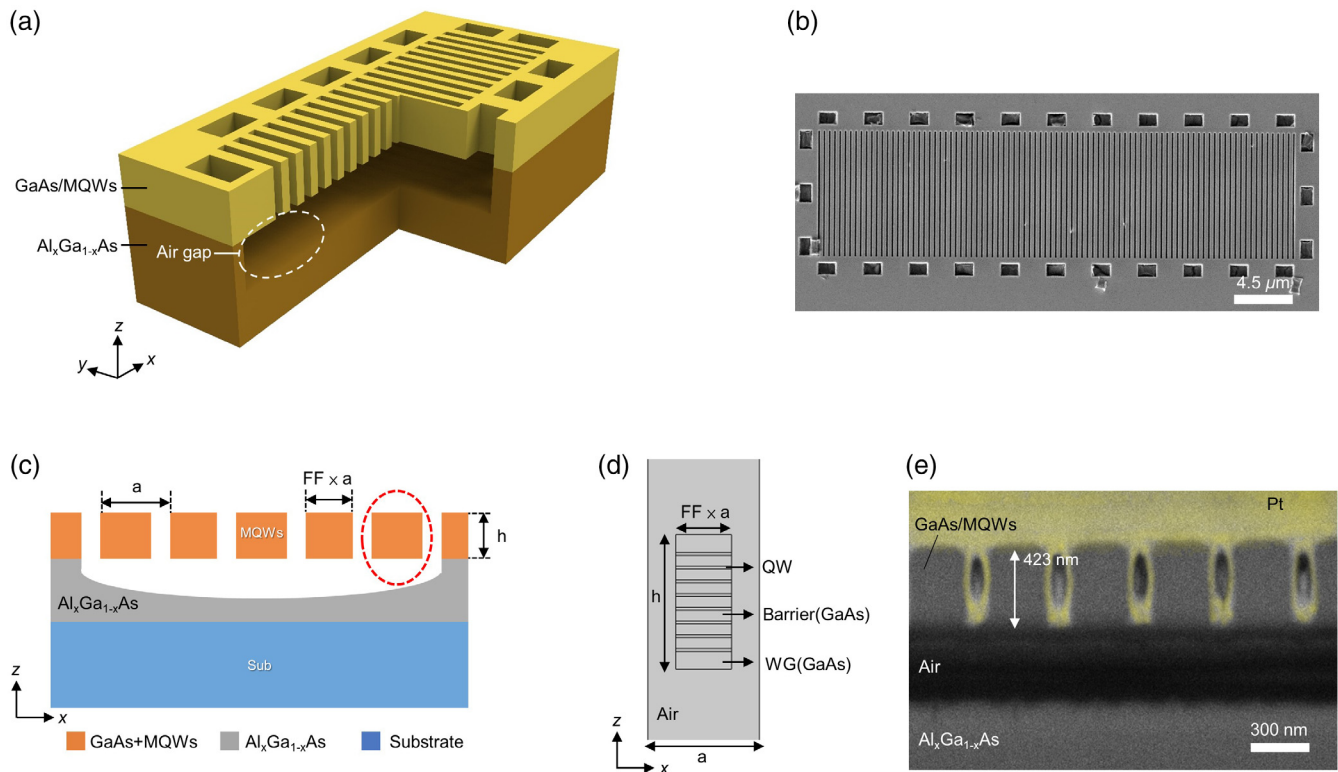 (a)
GaAs/MQWs
AlxGa1-xAs
Air gap
z
y
x
(b)
4.5 μm
(c)
a
FF × a
MQWs
h
AlxGa1-xAs
Sub
z
x
GaAs+MQWs
AlxGa1-xAs
Substrate
(d)
FF × a
h
QW
Barrier(GaAs)
WG(GaAs)
Air
z
x
a
(e)
Pt
GaAs/MQWs
423 nm
Air
AlxGa1-xAs
300 nm